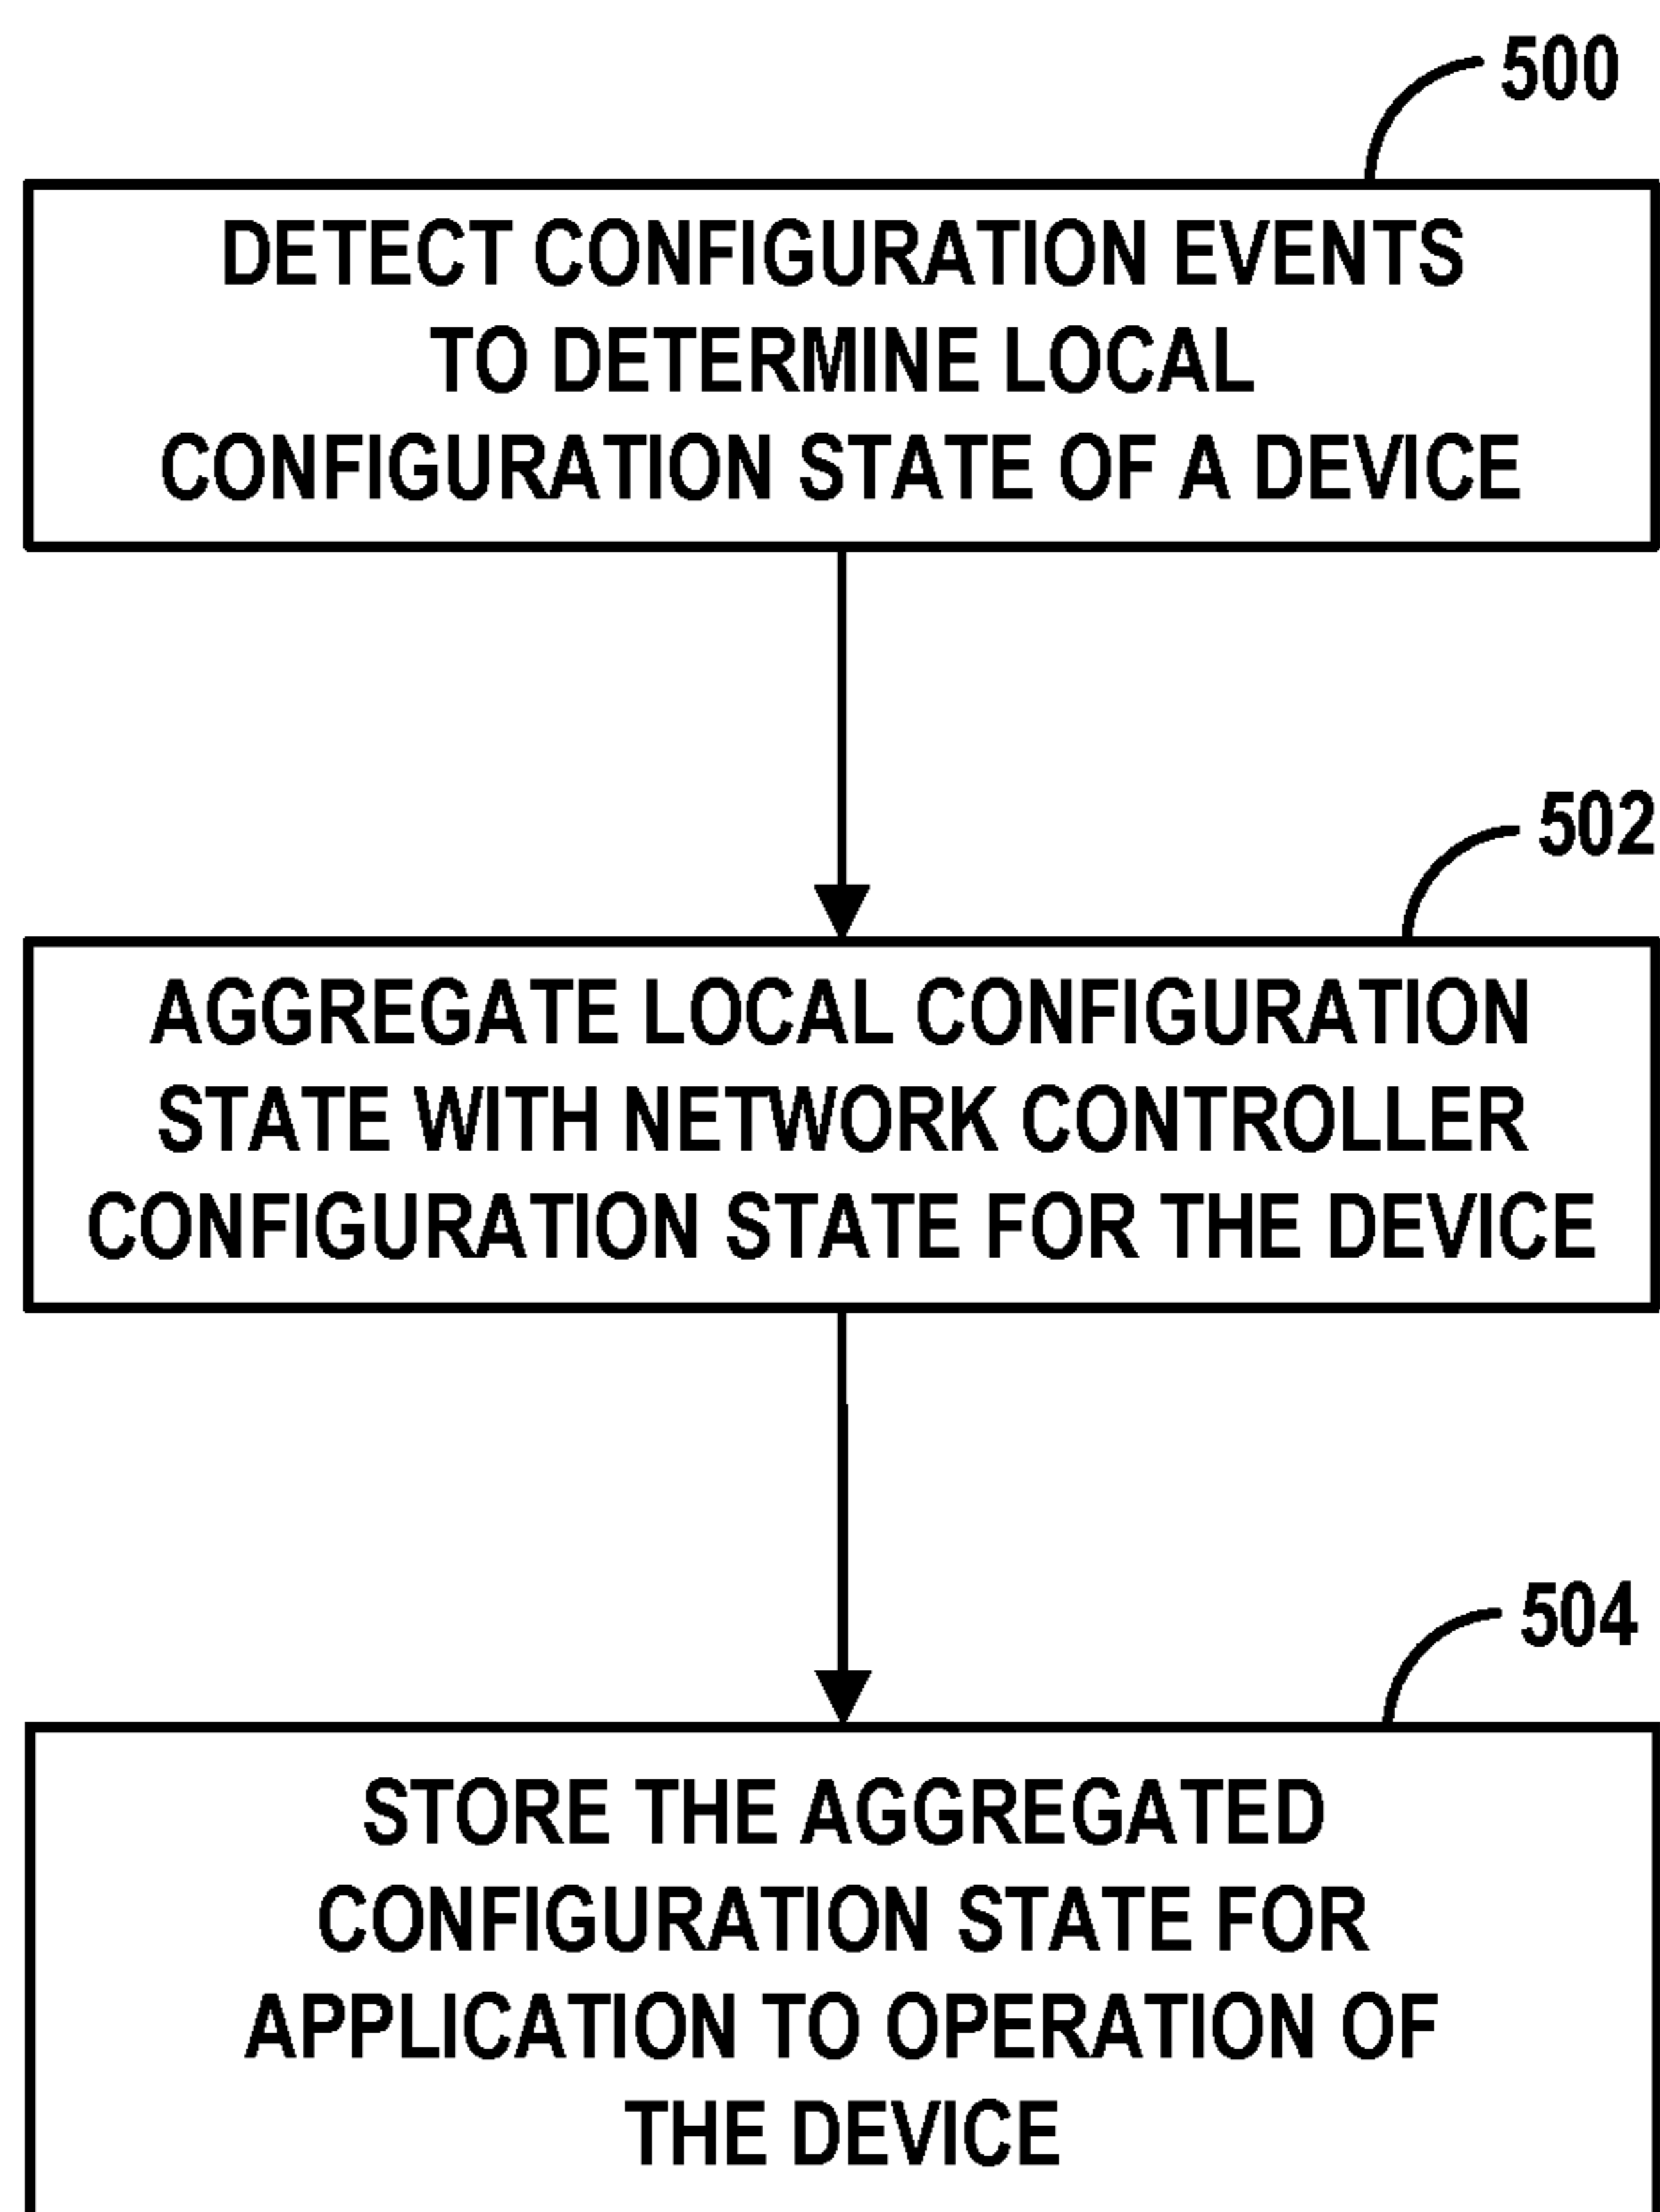 500
DETECT CONFIGURATION EVENTS
TO DETERMINE LOCAL
CONFIGURATION STATE OF A DEVICE
502
AGGREGATE LOCAL CONFIGURATION
STATE WITH NETWORK CONTROLLER
CONFIGURATION STATE FOR THE DEVICE
504
STORE THE AGGREGATED
CONFIGURATION STATE FOR
APPLICATION TO OPERATION OF
THE DEVICE